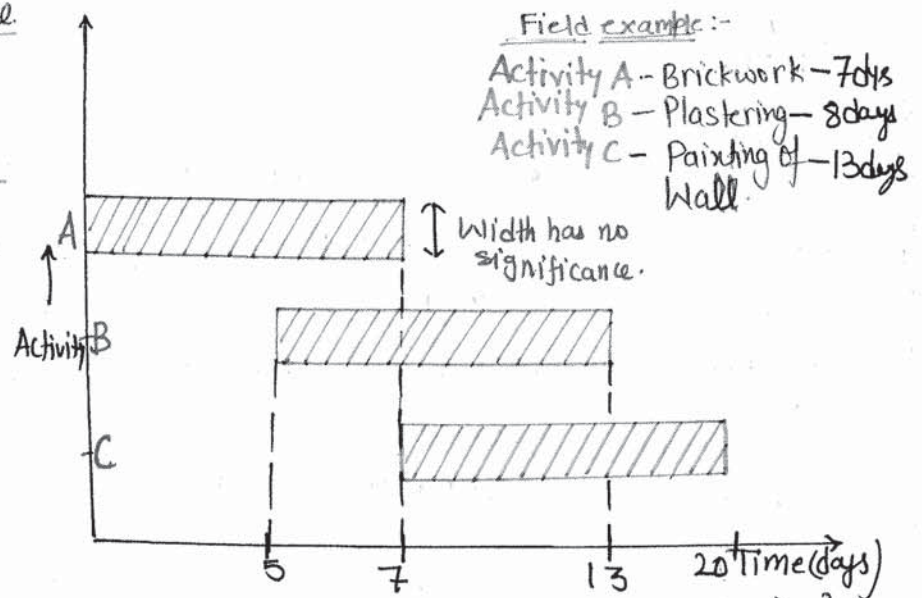 Field example :-
Activity A - Brickwork - 7dys
Activity B - Plastering - 8days
Activity C - Painting of - 13days
Wall.
A
Width has no
significance.
Activity
B
C
5
7
13
20
Time(days)